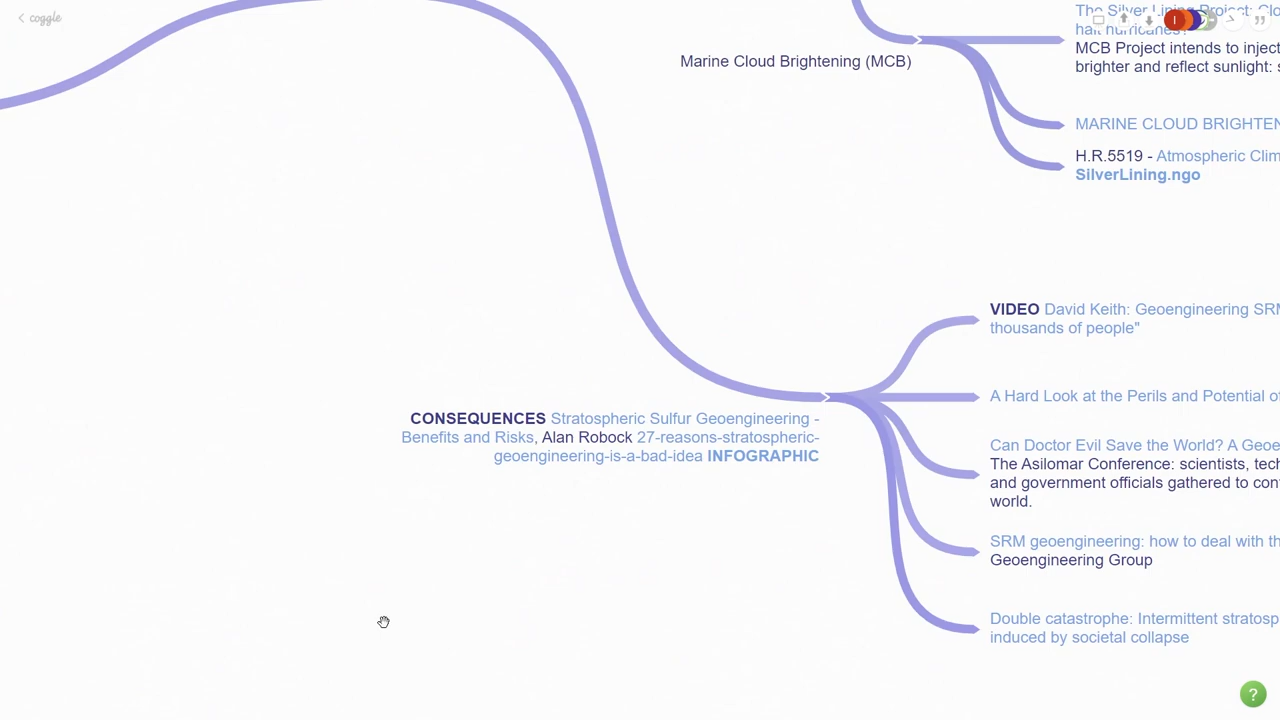 coggle
The Silver Lining Project: Clo
halt hurricanes?
MCB Project intends to inject
brighter and reflect sunlight: s
Marine Cloud Brightening (MCB)
MARINE CLOUD BRIGHTEN
H.R.5519 - Atmospheric Clim
SilverLining.ngo
VIDEO David Keith: Geoengineering SRM
thousands of people"
A Hard Look at the Perils and Potential of
CONSEQUENCES Stratospheric Sulfur Geoengineering -
Benefits and Risks, Alan Robock 27-reasons-stratospheric-
geoengineering-is-a-bad-idea INFOGRAPHIC
Can Doctor Evil Save the World? A Geoe
The Asilomar Conference: scientists, tech
and government officials gathered to con
world.
SRM geoengineering: how to deal with th
Geoengineering Group
Double catastrophe: Intermittent stratosp
induced by societal collapse
?